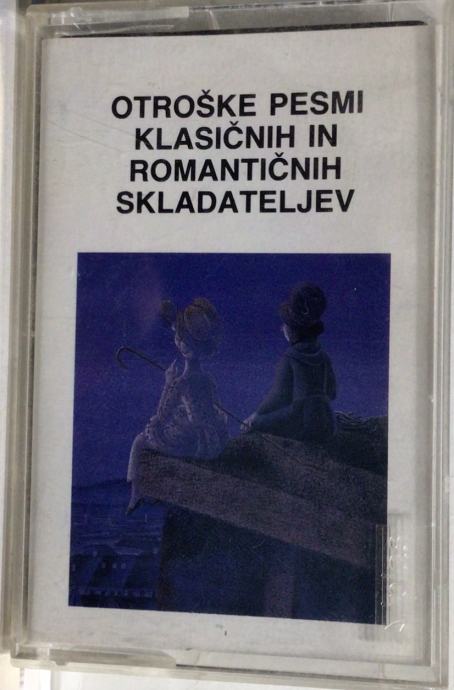 OTROŠKE PESMI
KLASIČNIH IN
ROMANTIČNIH
SKLADATELJEV